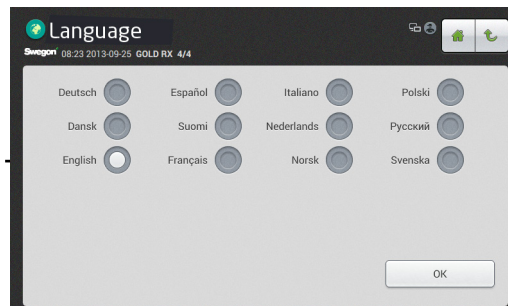 Language
Swegon 08:23 2013-09-25 GOLD RX 4/4
Deutsch Español Italiano Polski
Dansk Suomi Nederlands Русский
English Français Norsk Svenska
OK